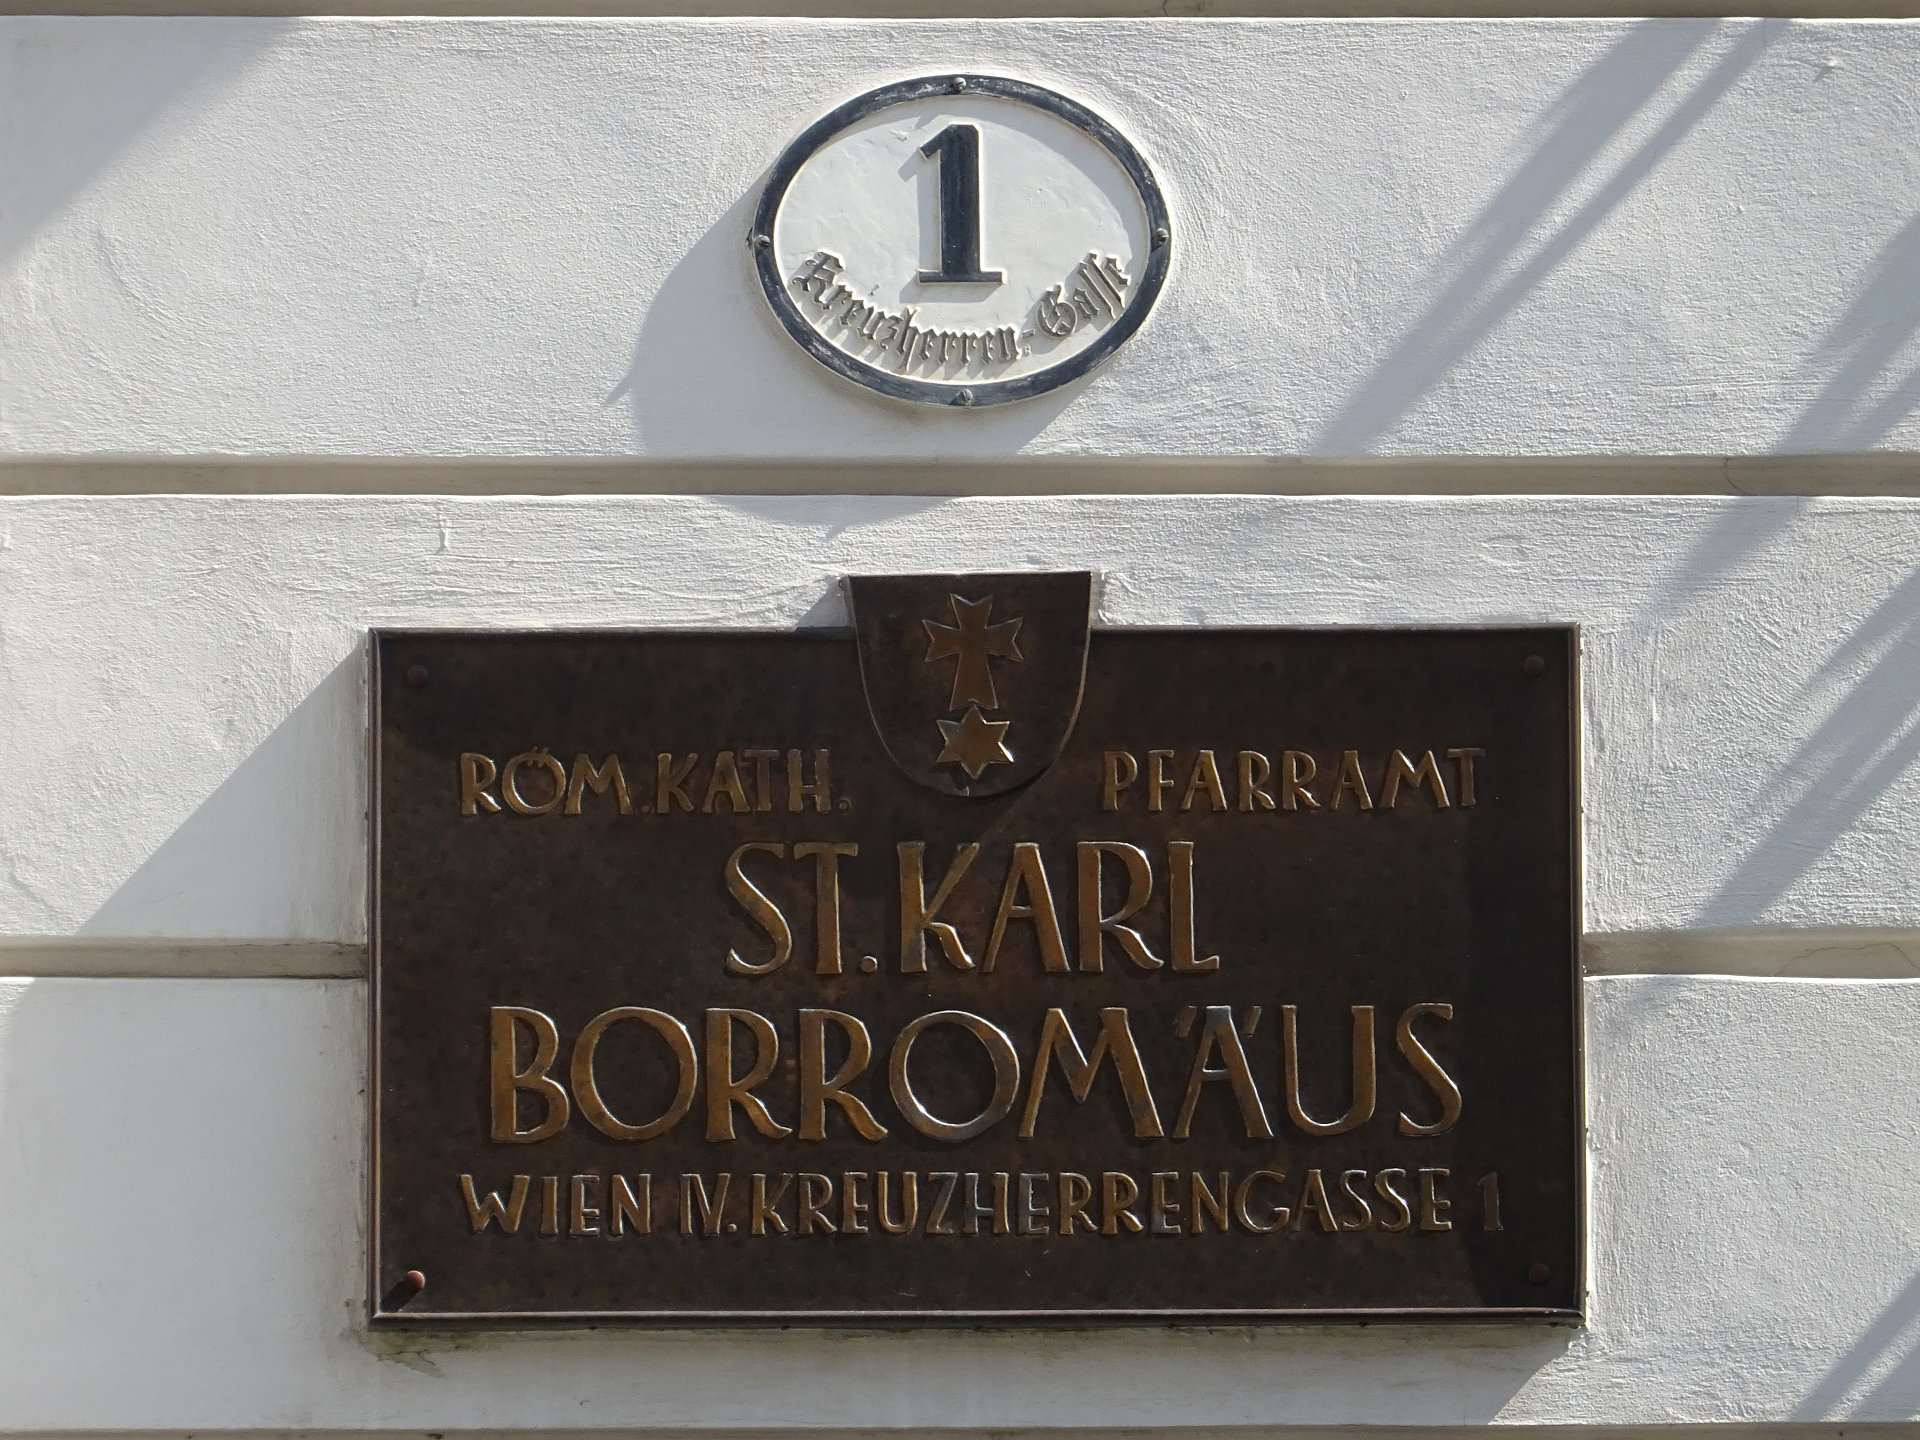 1
Kreuzherren-Gasse
RÖM.KATH. PFARRAMT
ST.KARL
BORROMÄUS
WIEN IV. KREUZHERRENGASSE 1